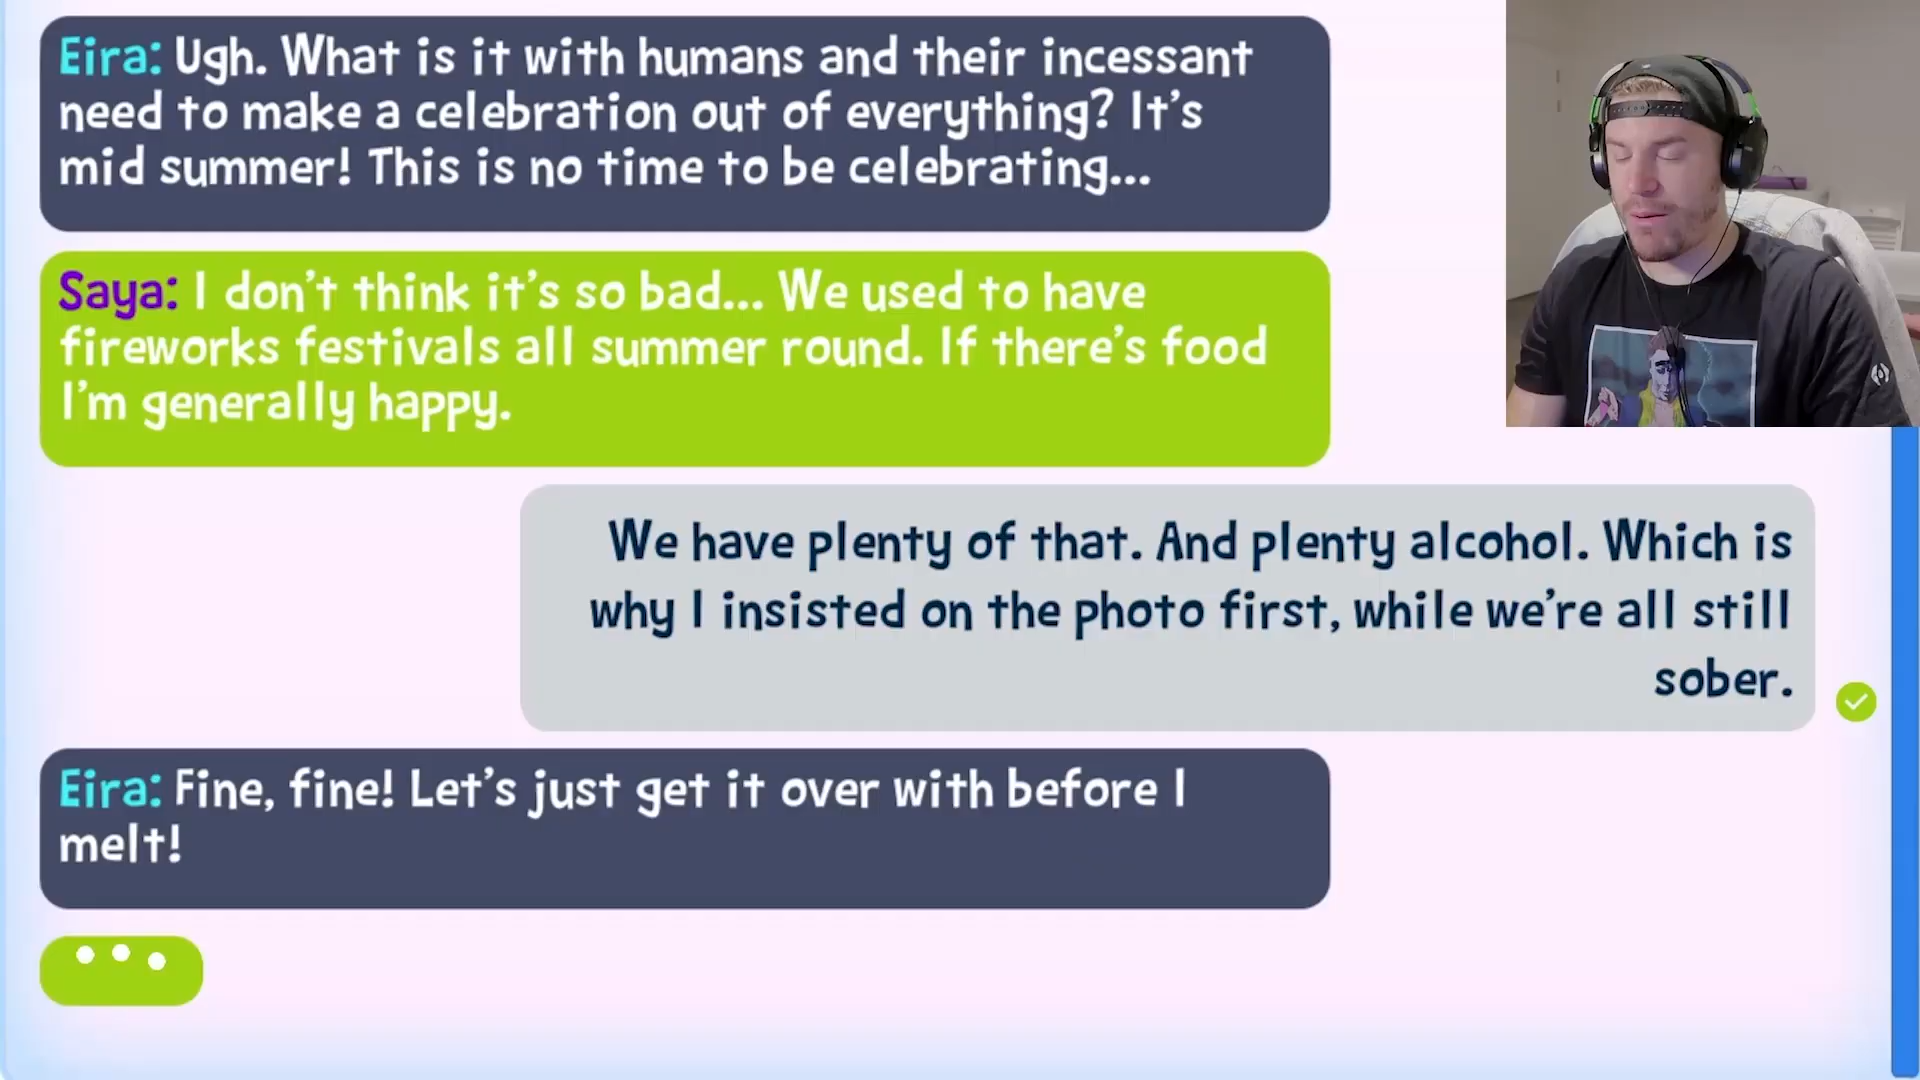 Eira: Ugh. What is it with humans and their incessant
need to make a celebration out of everything? It's
mid summer! This is no time to be celebrating...
Saya: I don't think it's so bad... We used to have
fireworks festivals all summer round. If there's food
I'm generally happy.
We have plenty of that. And plenty alcohol. Which is
why I insisted on the photo first, while we're all still
sober.
Eira: Fine, fine! Let's just get it over with before I
melt!